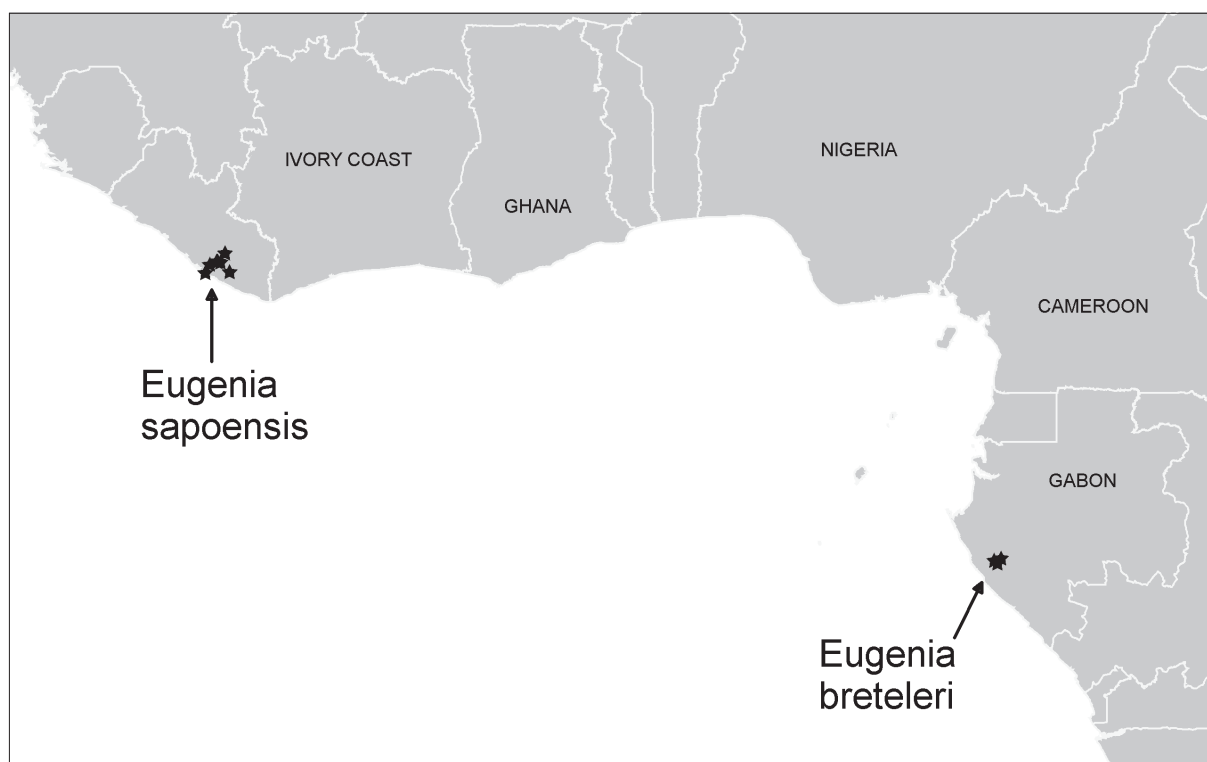 NIGERIA
IVORY COAST
GHANA
CAMEROON
Eugenia
sapoensis
GABON
Eugenia
breteleri